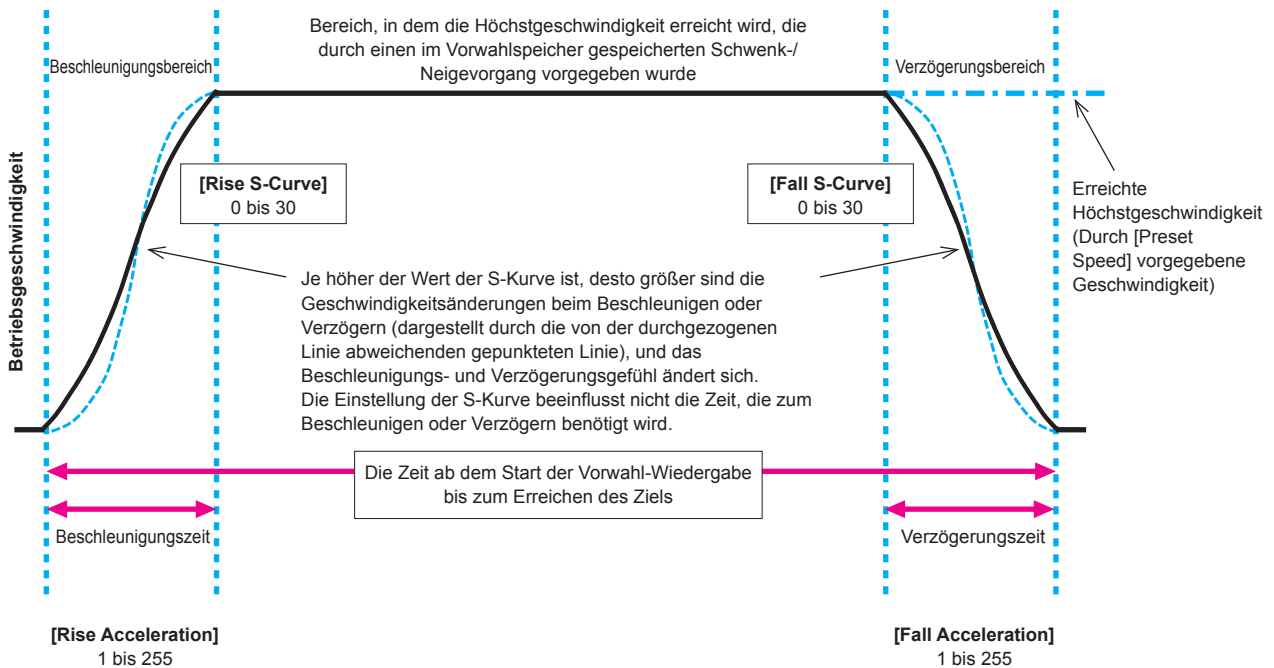 Bereich, in dem die Höchstgeschwindigkeit erreicht wird, die
durch einen im Vorwahlspeicher gespeicherten Schwenk-/
Neigevorgang vorgegeben wurde
Beschleunigungsbereich
Verzögerungsbereich
Betriebsgeschwindigkeit
[Rise S-Curve]
0 bis 30
[Fall S-Curve]
0 bis 30
Erreichte
Höchstgeschwindigkeit
(Durch [Preset
Speed] vorgegebene
Geschwindigkeit)
Je höher der Wert der S-Kurve ist, desto größer sind die
Geschwindigkeitsänderungen beim Beschleunigen oder
Verzögern (dargestellt durch die von der durchgezogenen
Linie abweichenden gepunkteten Linie), und das
Beschleunigungs- und Verzögerungsgefühl ändert sich.
Die Einstellung der S-Kurve beeinflusst nicht die Zeit, die zum
Beschleunigen oder Verzögern benötigt wird.
Die Zeit ab dem Start der Vorwahl-Wiedergabe
bis zum Erreichen des Ziels
Beschleunigungszeit
Verzögerungszeit
[Rise Acceleration]
1 bis 255
[Fall Acceleration]
1 bis 255